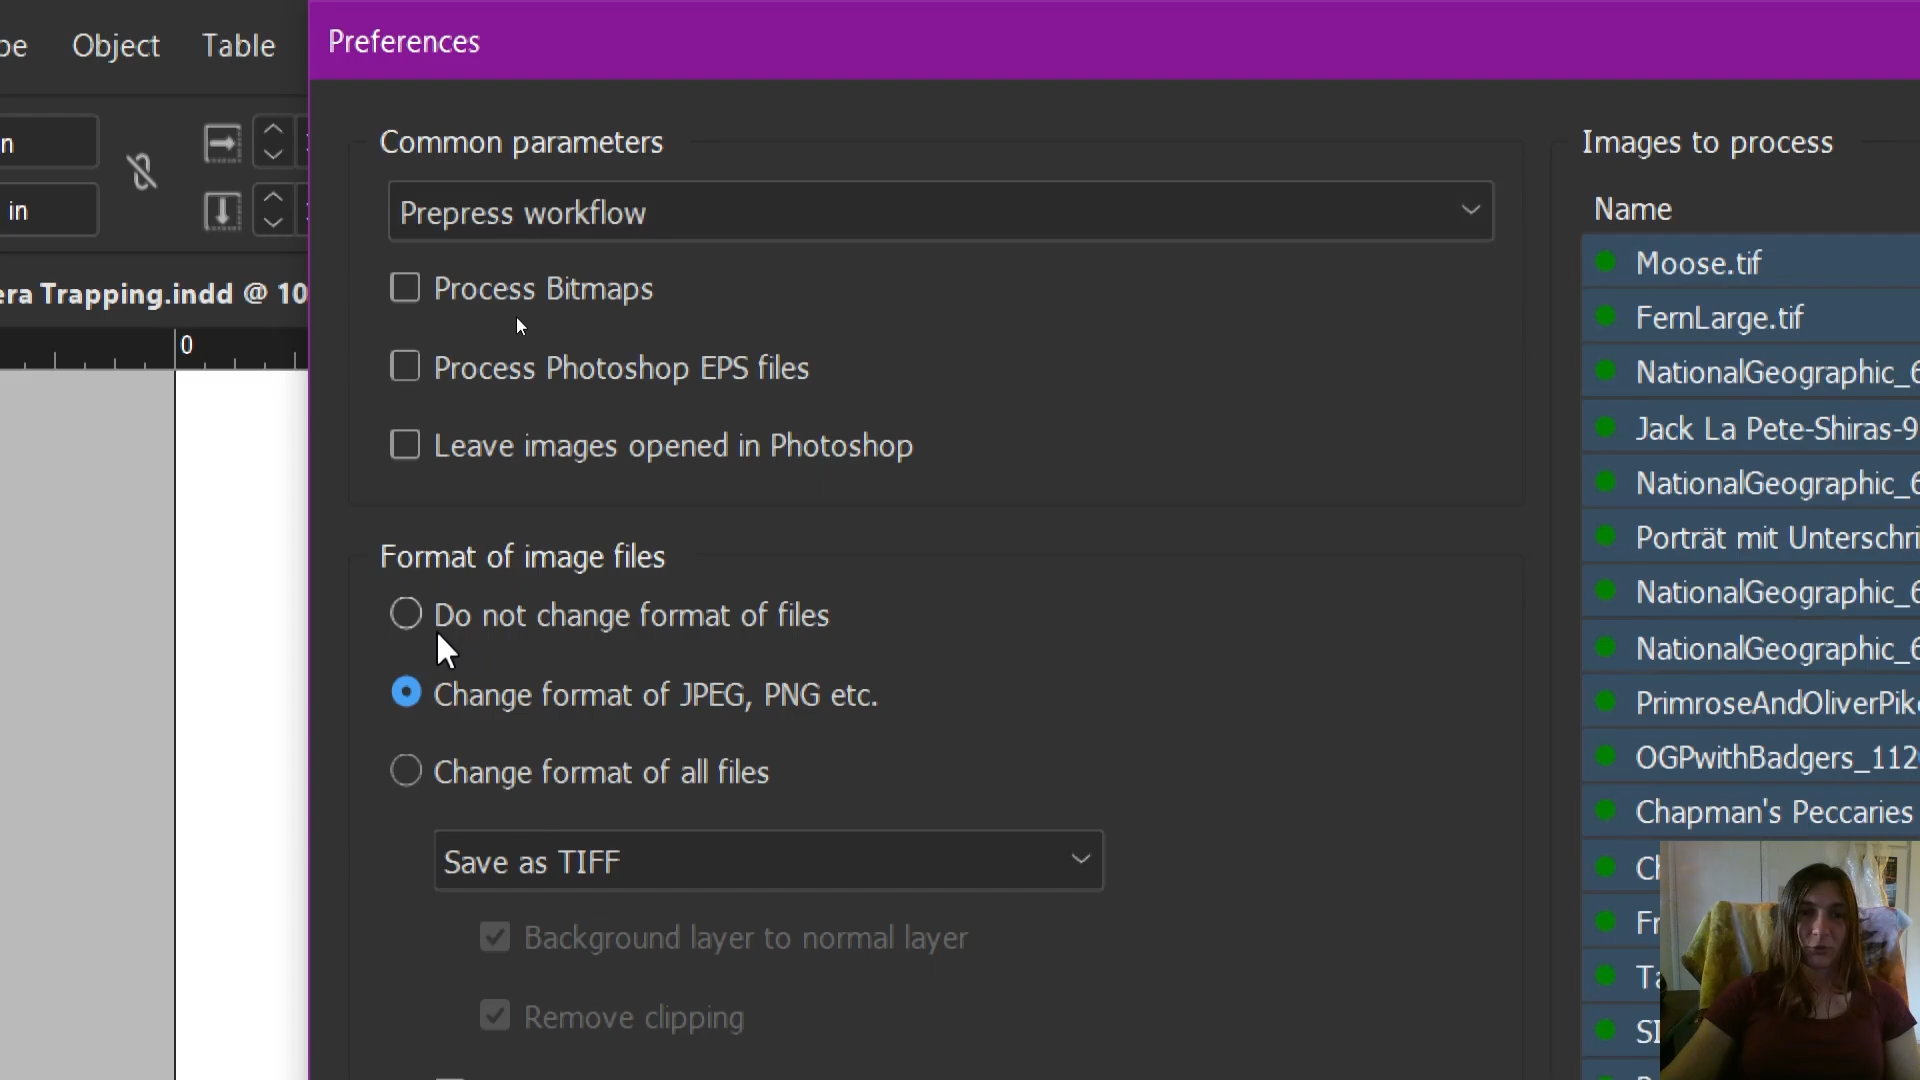 Object
Table
Preferences
n
in
era Trapping.indd @ 10
0
Common parameters
Prepress workflow
Process Bitmaps
Process Photoshop EPS files
Leave images opened in Photoshop
Format of image files
Do not change format of files
Change format of JPEG, PNG etc.
Change format of all files
Save as TIFF
Background layer to normal layer
Remove clipping
Images to process
Name
Moose.tif
FernLarge.tif
NationalGeographic_6
Jack La Pete-Shiras-9
NationalGeographic_6
Porträt mit Unterschri
NationalGeographic_6
NationalGeographic_6
PrimroseAndOliverPik
OGPwithBadgers_112
Chapman's Peccaries
Ch
Fr
Ta